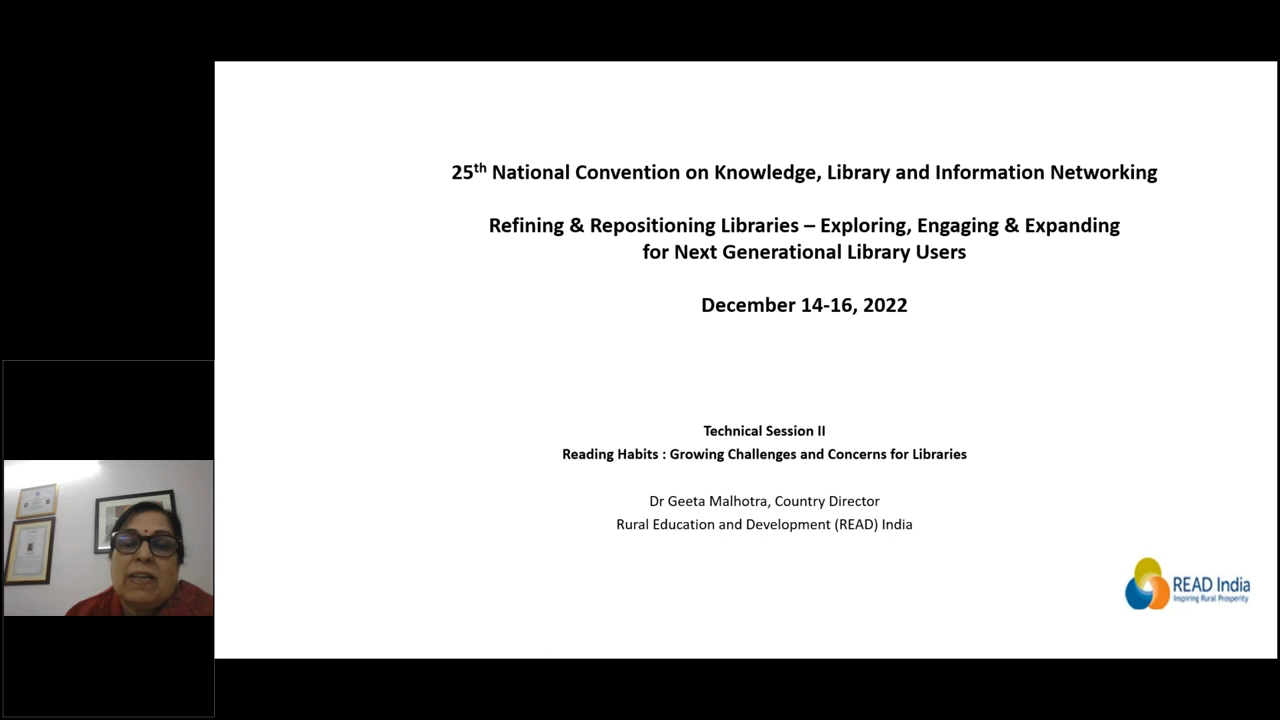 25th National Convention on Knowledge, Library and Information Networking
Refining & Repositioning Libraries – Exploring, Engaging & Expanding
for Next Generational Library Users
December 14-16, 2022
Technical Session II
Reading Habits : Growing Challenges and Concerns for Libraries
Dr Geeta Malhotra, Country Director
Rural Education and Development (READ) India
READ India
Inspiring Rural Prosperity